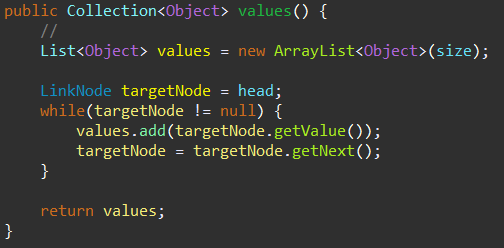 public Collection<Object> values() {
    //
    List<Object> values = new ArrayList<Object>(size);

    LinkNode targetNode = head;
    while(targetNode != null) {
        values.add(targetNode.getValue());
        targetNode = targetNode.getNext();
    }

    return values;
}